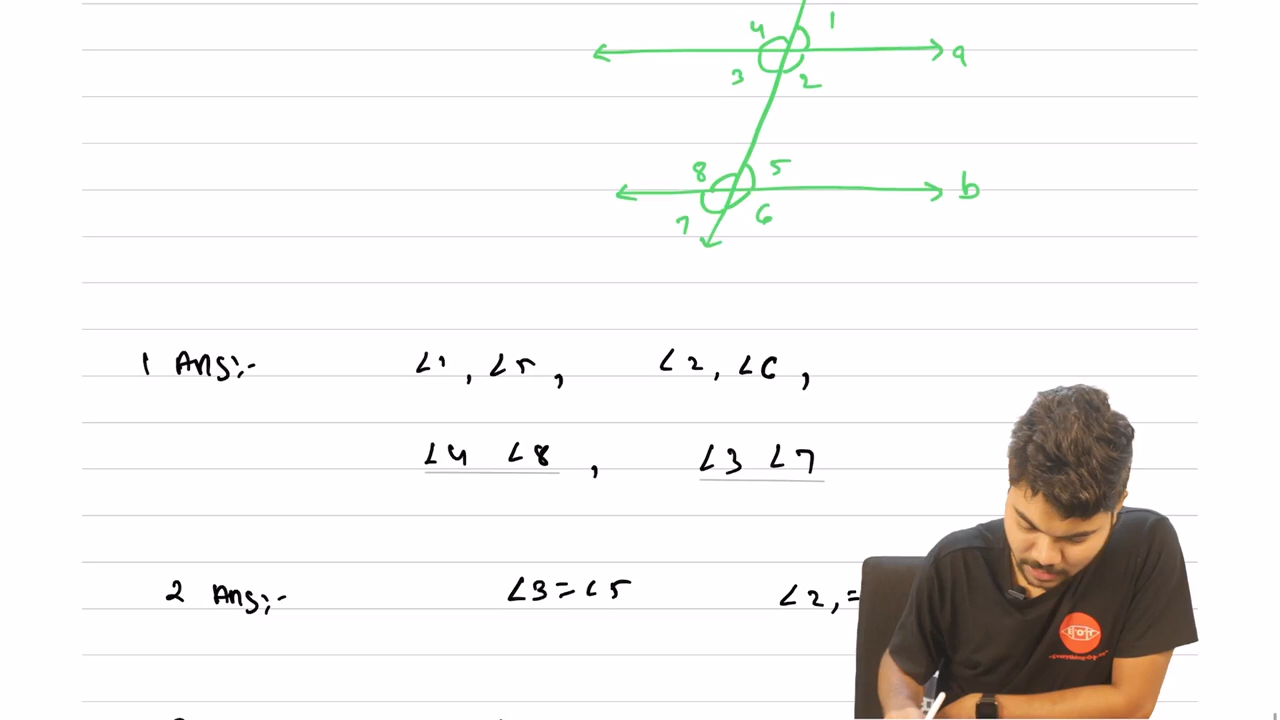 4 1
a
3 2
8 5
b
7 6
1 Ans:- ∠1, ∠5, ∠2, ∠6,
∠4 ∠8, ∠3 ∠7
2 Ans:- ∠3=∠5 ∠2,=